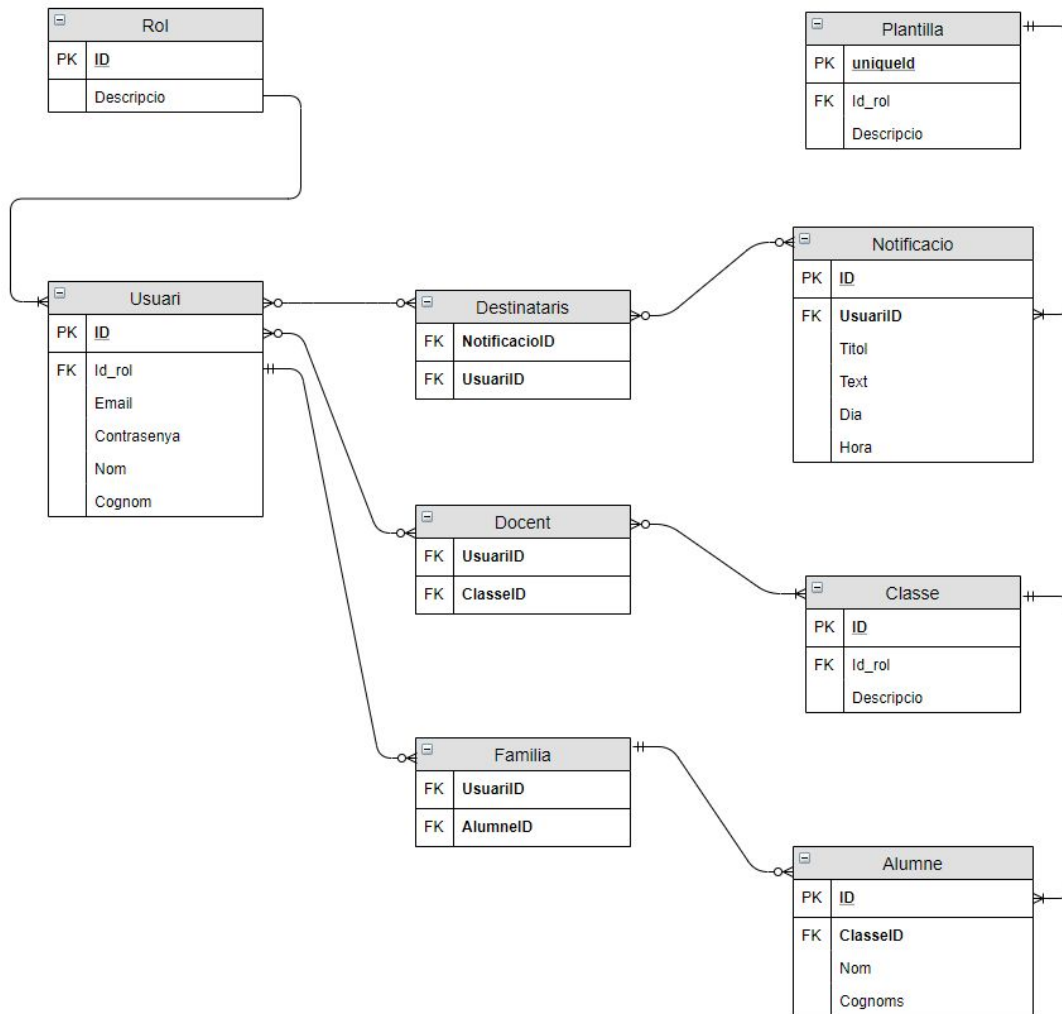 Rol
PK ID
Descripcio
Plantilla
PK uniqueId
FK Id_rol
Descripcio
Usuari
PK ID
FK Id_rol
Email
Contrasenya
Nom
Cognom
Destinataris
FK NotificacioID
FK UsuariID
Notificacio
PK ID
FK UsuariID
Titol
Text
Dia
Hora
Docent
FK UsuariID
FK ClasseID
Classe
PK ID
FK Id_rol
Descripcio
Familia
FK UsuariID
FK AlumneID
Alumne
PK ID
FK ClasseID
Nom
Cognoms